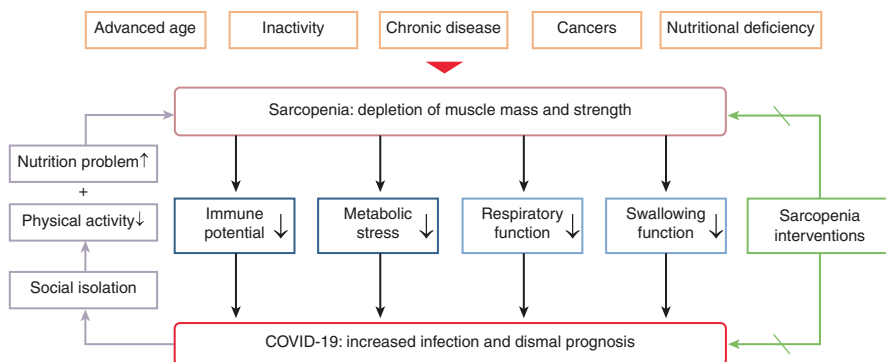 Advanced age
Inactivity
Chronic disease
Cancers
Nutritional deficiency
Sarcopenia: depletion of muscle mass and strength
Nutrition problem↑
+
Physical activity↓
Social isolation
Immune
potential ↓
Metabolic
stress ↓
Respiratory
function ↓
Swallowing
function ↓
Sarcopenia
interventions
COVID-19: increased infection and dismal prognosis